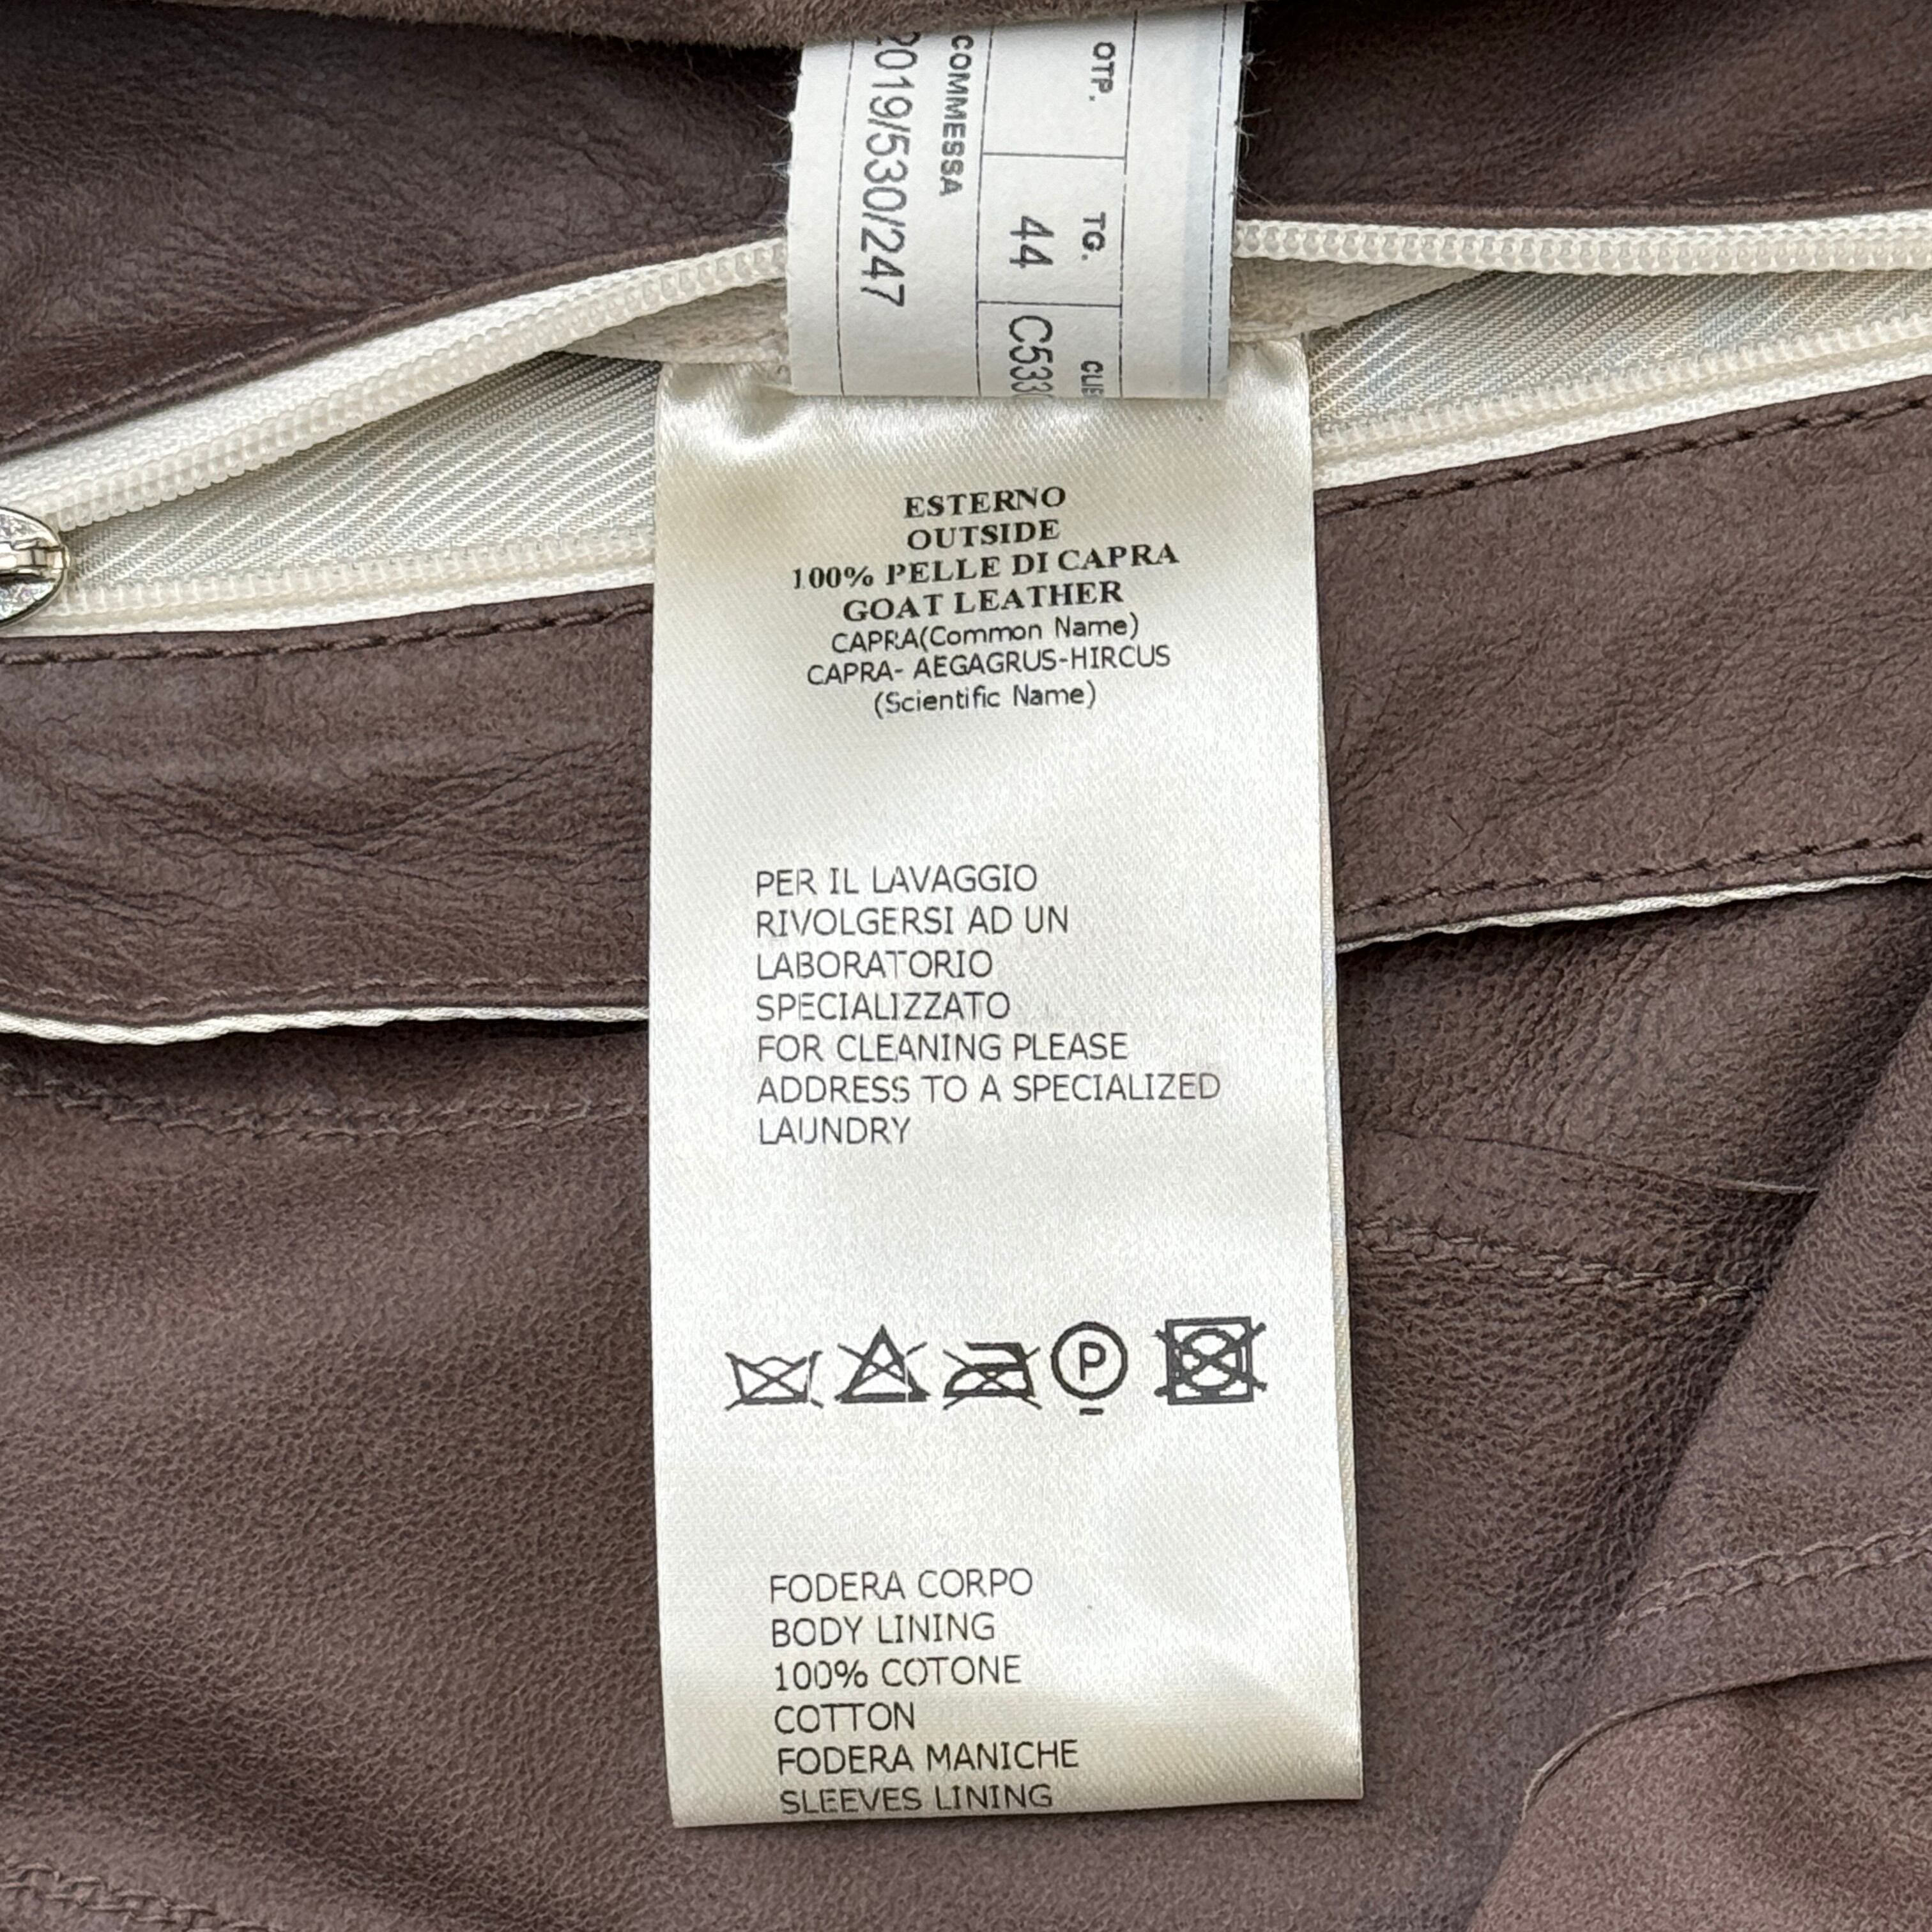 OTP.
TG.
44
COMMESSA
2019/530/247
ESTERNO
OUTSIDE
100% PELLE DI CAPRA
GOAT LEATHER
CAPRA(Common Name)
CAPRA- AEGAGRUS-HIRCUS
(Scientific Name)
PER IL LAVAGGIO
RIVOLGERSI AD UN
LABORATORIO
SPECIALIZZATO
FOR CLEANING PLEASE
ADDRESS TO A SPECIALIZED
LAUNDRY
P
FODERA CORPO
BODY LINING
100% COTONE
COTTON
FODERA MANICHE
SLEEVES LINING